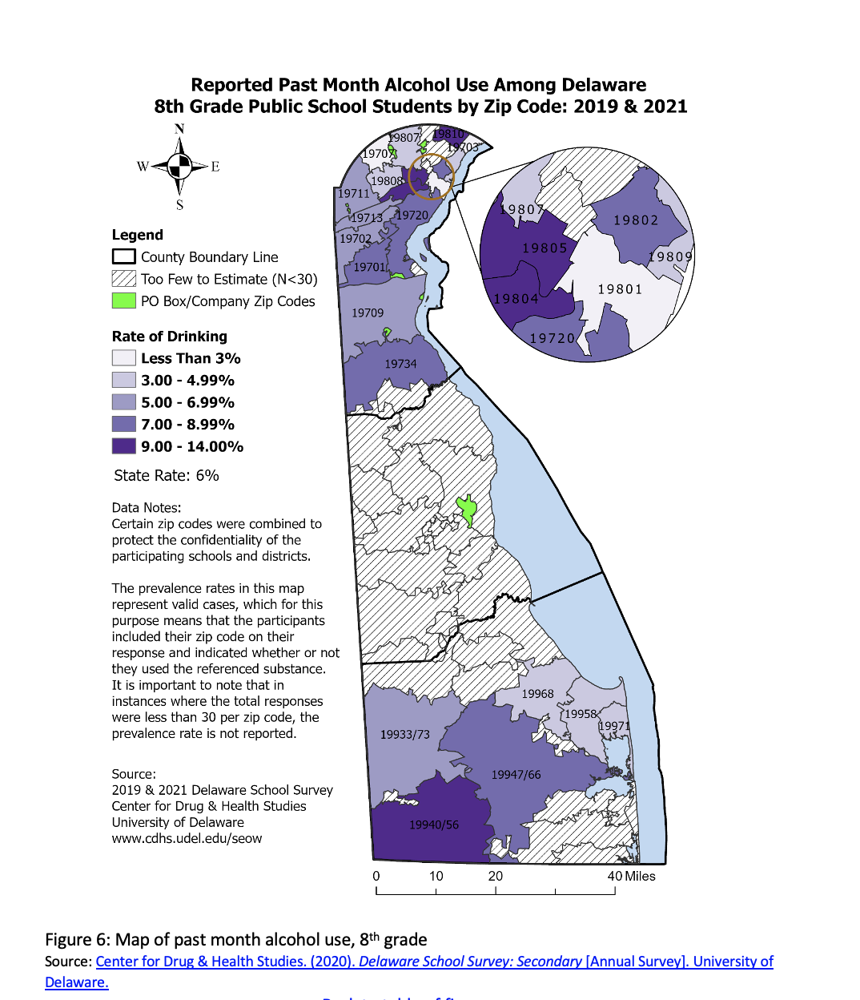 Reported Past Month Alcohol Use Among Delaware
8th Grade Public School Students by Zip Code: 2019 & 2021
N
W
E
S
19807
19810
19703
19707
19808
19711
19713
19720
19702
19701
19709
19734
19807
19802
19805
19809
19801
19804
19720
Legend
County Boundary Line
Too Few to Estimate (N<30)
PO Box/Company Zip Codes
Rate of Drinking
Less Than 3%
3.00 - 4.99%
5.00 - 6.99%
7.00 - 8.99%
9.00 - 14.00%
State Rate: 6%
Data Notes:
Certain zip codes were combined to
protect the confidentiality of the
participating schools and districts.
The prevalence rates in this map
represent valid cases, which for this
purpose means that the participants
included their zip code on their
response and indicated whether or not
they used the referenced substance.
It is important to note that in
instances where the total responses
were less than 30 per zip code, the
prevalence rate is not reported.
Source:
2019 & 2021 Delaware School Survey
Center for Drug & Health Studies
University of Delaware
www.cdhs.udel.edu/seow
19968
19958
19971
19933/73
19947/66
19940/56
0 10 20 40 Miles
Figure 6: Map of past month alcohol use, 8th grade
Source: Center for Drug & Health Studies. (2020). Delaware School Survey: Secondary [Annual Survey]. University of
Delaware.